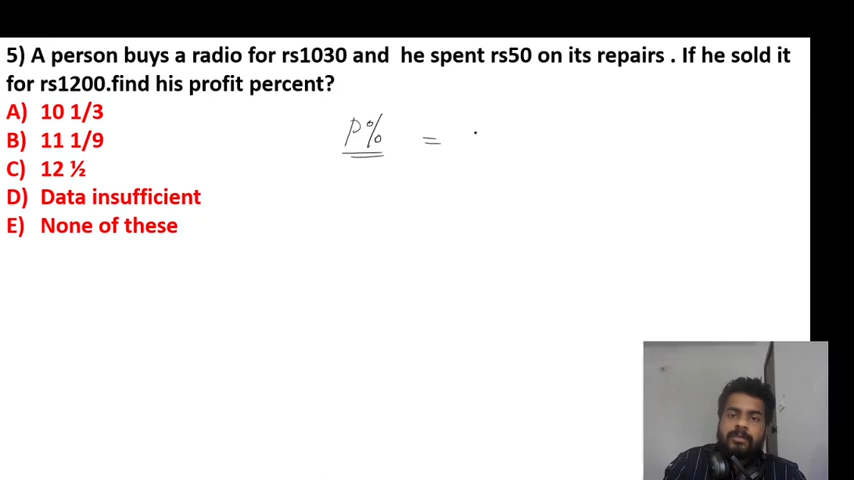 5) A person buys a radio for rs1030 and  he spent rs50 on its repairs . If he sold it
for rs1200.find his profit percent?
A) 10 1/3
B) 11 1/9
C) 12 ½
D) Data insufficient
E) None of these
P% =